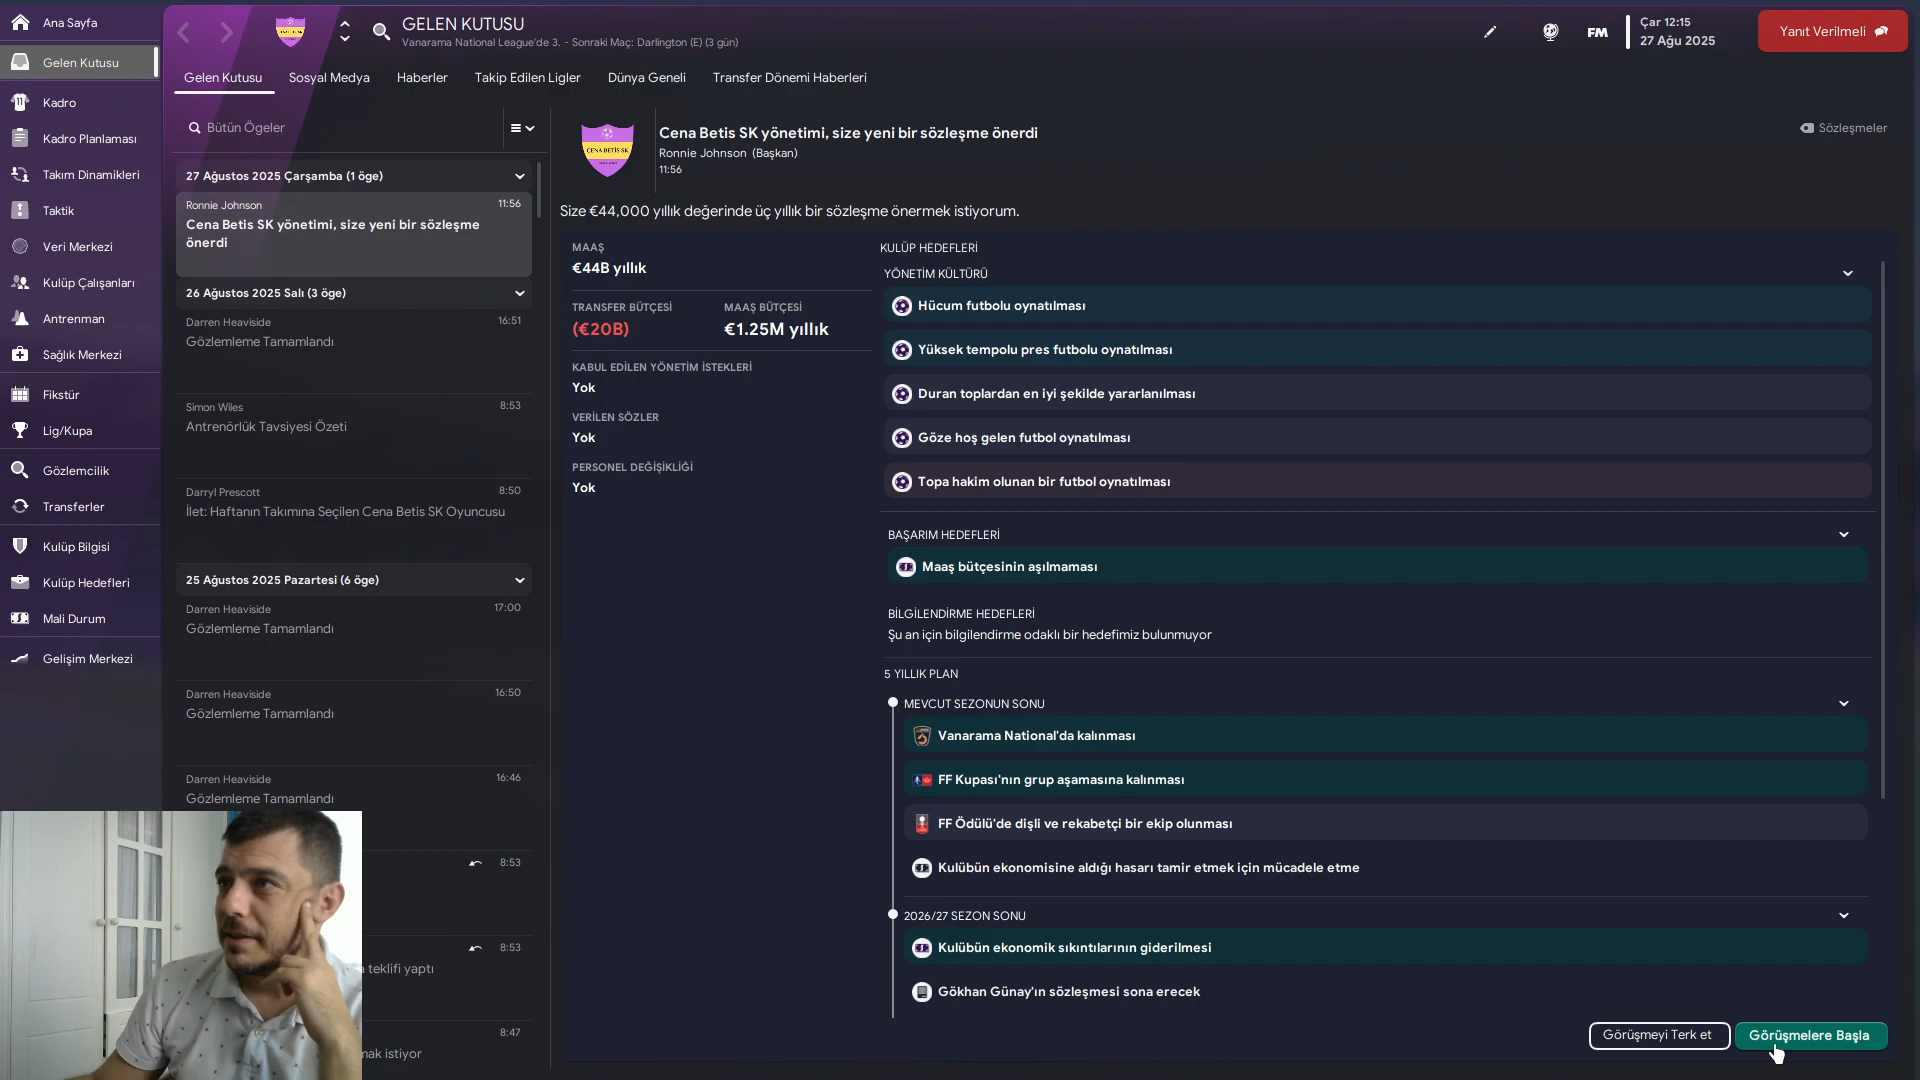 Ana Sayfa
Gelen Kutusu
Kadro
Kadro Planlaması
Takım Dinamikleri
Taktik
Veri Merkezi
Kulüp Çalışanları
Antrenman
Sağlık Merkezi
Fikstür
Lig/Kupa
Gözlemcilik
Transferler
Kulüp Bilgisi
Kulüp Hedefleri
Mali Durum
Gelişim Merkezi
GELEN KUTUSU
Vanarama National League'de 3. - Sonraki Maç: Darlington (E) (3 gün)
FM
Çar 12:15
27 Ağu 2025
Yanıt Verilmeli
Gelen Kutusu
Sosyal Medya
Haberler
Takip Edilen Ligler
Dünya Geneli
Transfer Dönemi Haberleri
Bütün Ögeler
27 Ağustos 2025 Çarşamba (1 öge)
Ronnie Johnson 11:56
Cena Betis SK yönetimi, size yeni bir sözleşme
önerdi
26 Ağustos 2025 Salı (3 öge)
Darren Heaviside 16:51
Gözlemleme Tamamlandı
Simon Wiles 8:53
Antrenörlük Tavsiyesi Özeti
Darryl Prescott 8:50
İlet: Haftanın Takımına Seçilen Cena Betis SK Oyuncusu
25 Ağustos 2025 Pazartesi (6 öge)
Darren Heaviside 17:00
Gözlemleme Tamamlandı
Darren Heaviside 16:50
Gözlemleme Tamamlandı
Darren Heaviside 16:46
Gözlemleme Tamamlandı
8:53
8:53
teklifi yaptı
8:47
istiyor
CENA BETİS SK
Cena Betis SK yönetimi, size yeni bir sözleşme önerdi
Ronnie Johnson (Başkan)
11:56
Sözleşmeler
Size €44,000 yıllık değerinde üç yıllık bir sözleşme önermek istiyorum.
MAAŞ
€44B yıllık
TRANSFER BÜTÇESİ
(€20B)
MAAŞ BÜTÇESİ
€1.25M yıllık
KABUL EDİLEN YÖNETİM İSTEKLERİ
Yok
VERİLEN SÖZLER
Yok
PERSONEL DEĞİŞİKLİĞİ
Yok
KULÜP HEDEFLERİ
YÖNETİM KÜLTÜRÜ
Hücum futbolu oynatılması
Yüksek tempolu pres futbolu oynatılması
Duran toplardan en iyi şekilde yararlanılması
Göze hoş gelen futbol oynatılması
Topa hakim olunan bir futbol oynatılması
BAŞARIM HEDEFLERİ
Maaş bütçesinin aşılmaması
BİLGİLENDİRME HEDEFLERİ
Şu an için bilgilendirme odaklı bir hedefimiz bulunmuyor
5 YILLIK PLAN
MEVCUT SEZONUN SONU
Vanarama National'da kalınması
FF Kupası'nın grup aşamasına kalınması
FF Ödülü'de dişli ve rekabetçi bir ekip olunması
Kulübün ekonomisine aldığı hasarı tamir etmek için mücadele etme
2026/27 SEZON SONU
Kulübün ekonomik sıkıntılarının giderilmesi
Gökhan Günay'ın sözleşmesi sona erecek
Görüşmeyi Terk et
Görüşmelere Başla